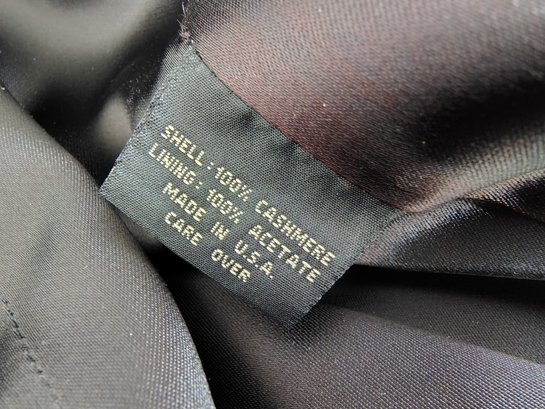 SHELL: 100% CASHMERE
LINING: 100% ACETATE
MADE IN U.S.A.
CARE OVER